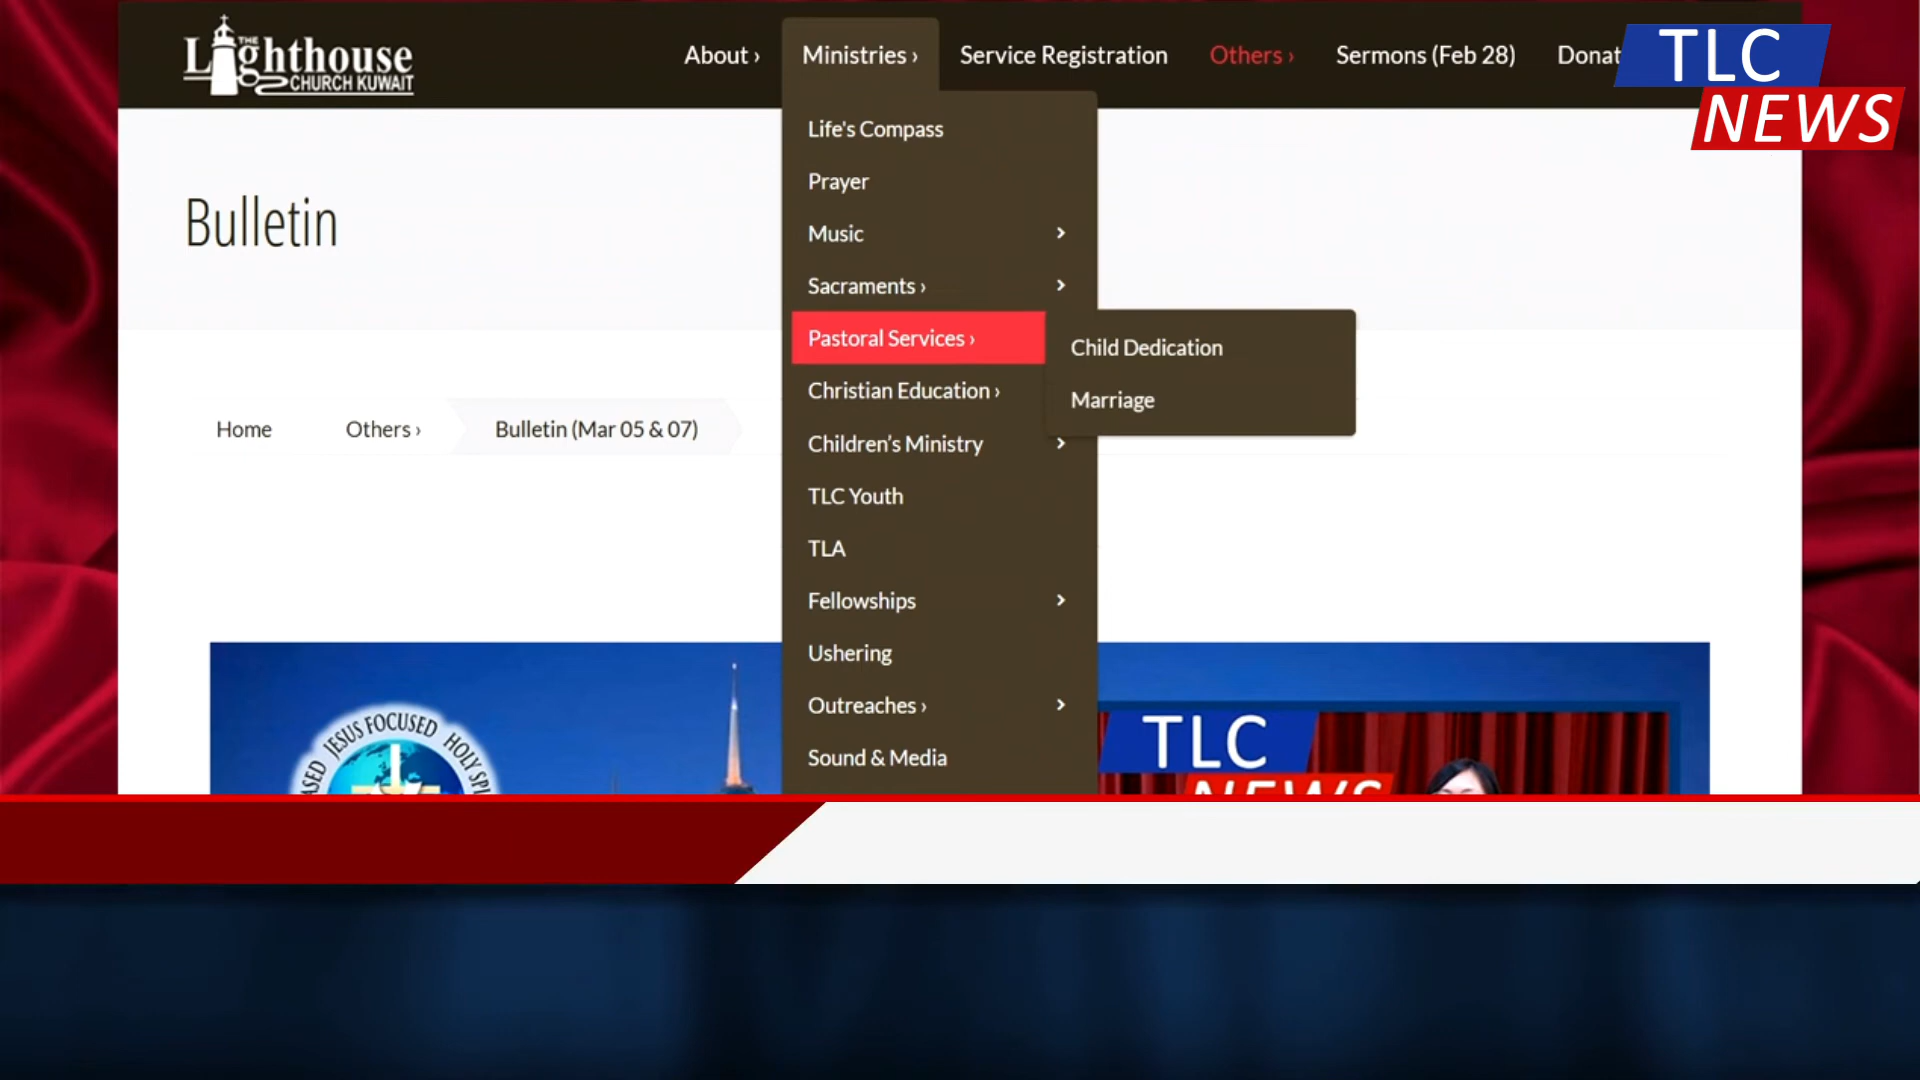 THE
Lighthouse
CHURCH KUWAIT
About ›
Ministries ›
Service Registration
Others ›
Sermons (Feb 28)
TLC
NEWS
Life's Compass
Prayer
Music
Sacraments ›
Pastoral Services ›
Child Dedication
Marriage
Christian Education ›
Children’s Ministry
TLC Youth
TLA
Fellowships
Ushering
Outreaches ›
Sound & Media
Bulletin
Home
Others ›
Bulletin (Mar 05 & 07)
JESUS FOCUSED
HOLY
TLC
NEWS